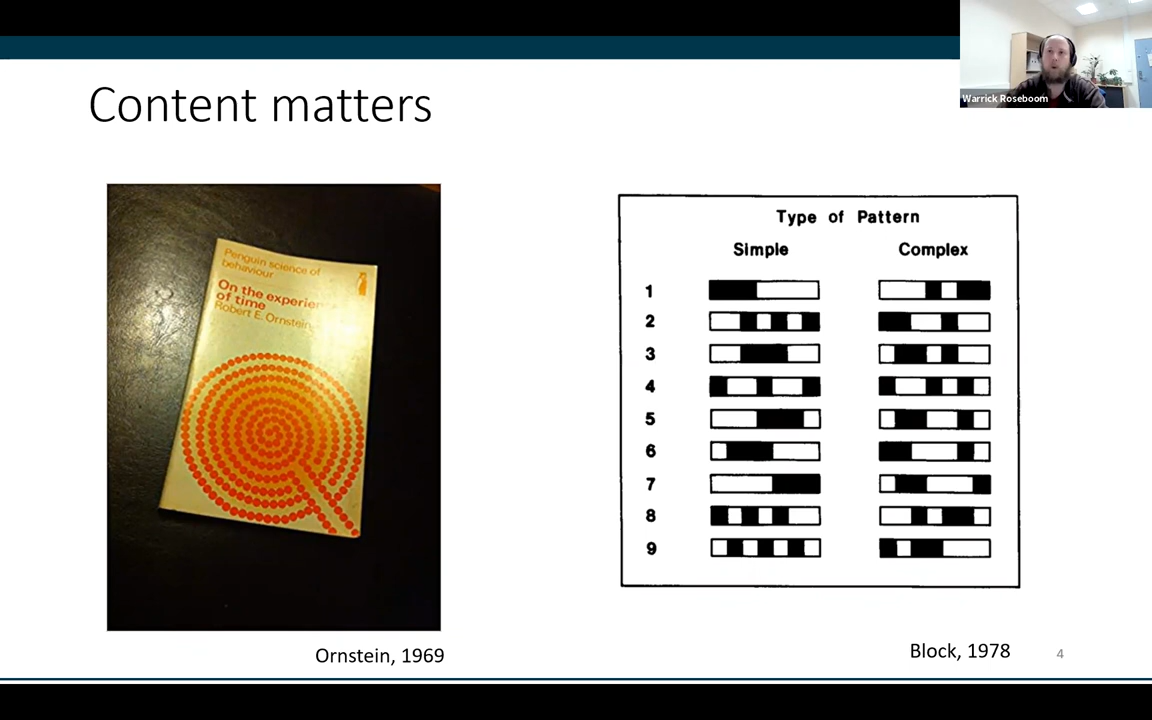 Warrick Roseboom
Content matters
Penguin science of
behaviour
On the experien
of time
Robert E. Ornstein
Ornstein, 1969
Type of Pattern
Simple Complex
1
2
3
4
5
6
7
8
9
Block, 1978
4